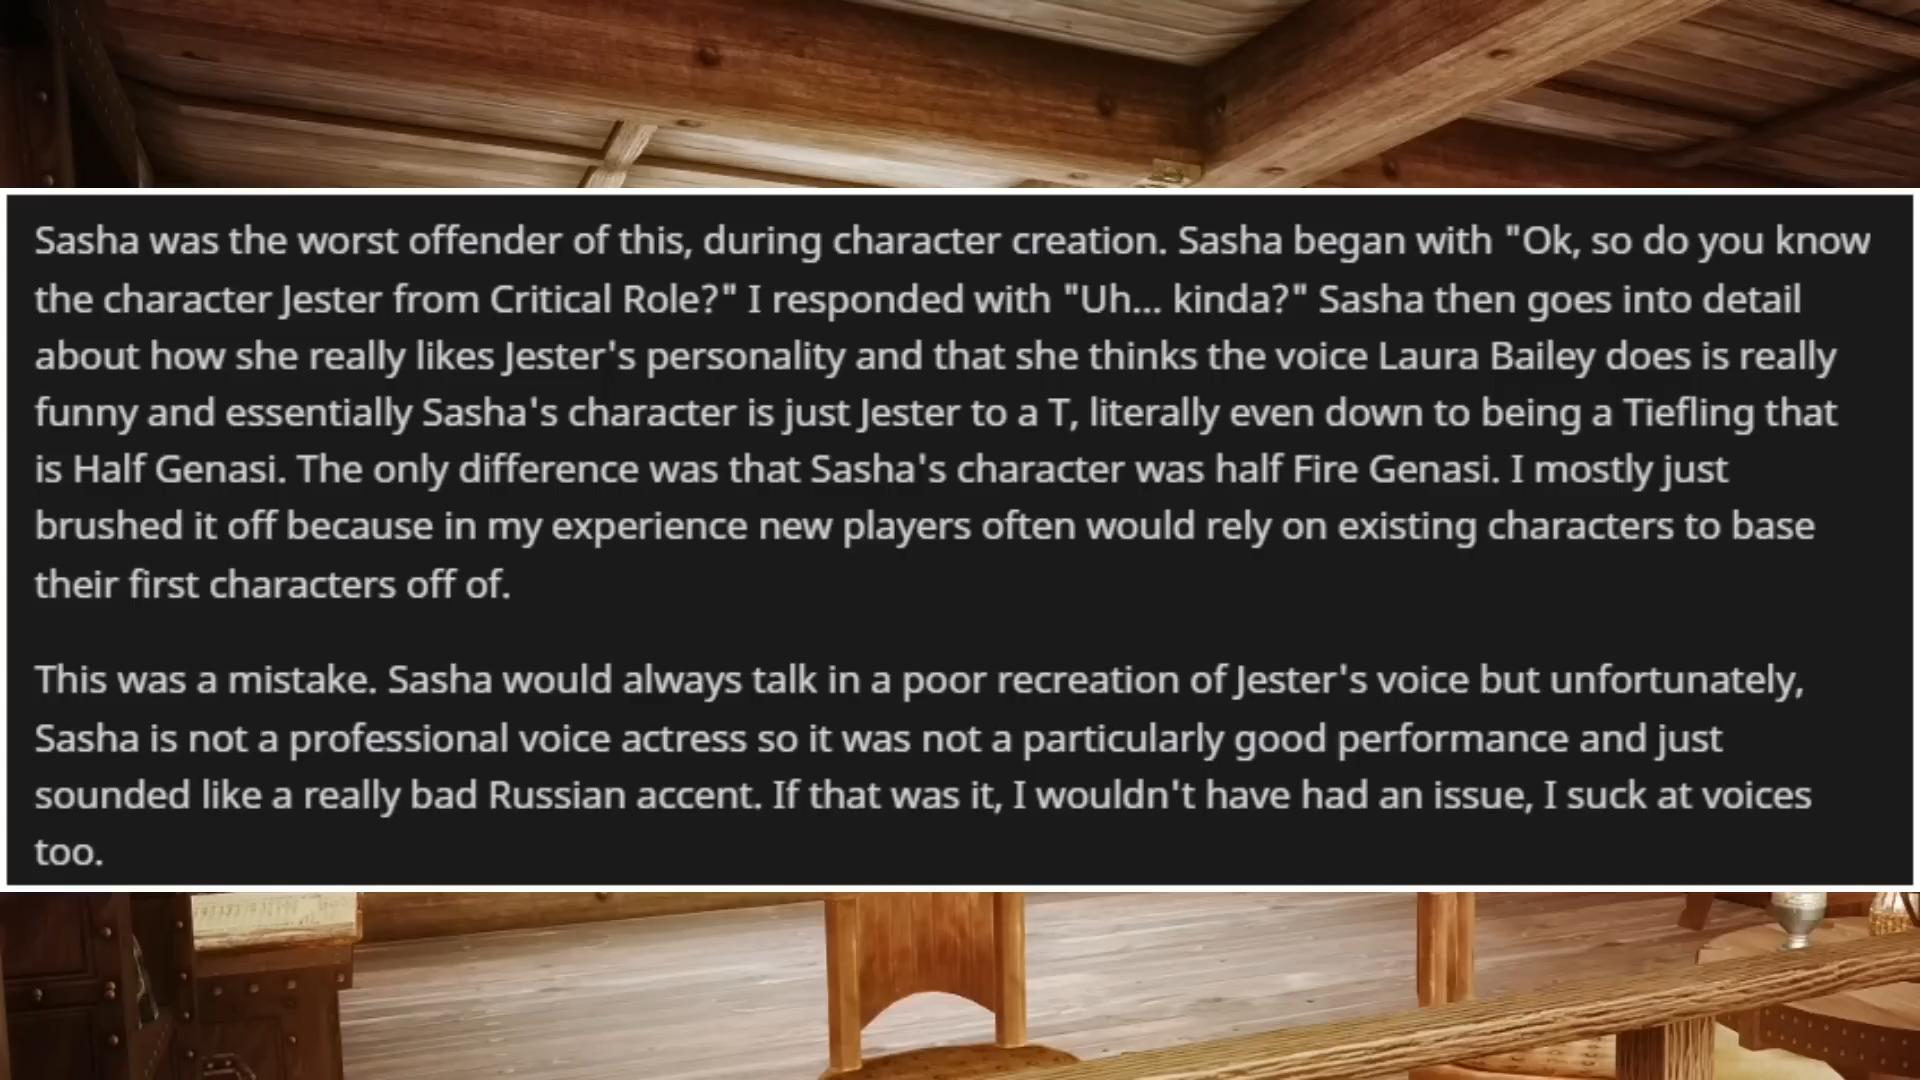 Sasha was the worst offender of this, during character creation. Sasha began with "Ok, so do you know
the character Jester from Critical Role?" I responded with "Uh... kinda?" Sasha then goes into detail
about how she really likes Jester's personality and that she thinks the voice Laura Bailey does is really
funny and essentially Sasha's character is just Jester to a T, literally even down to being a Tiefling that
is Half Genasi. The only difference was that Sasha's character was half Fire Genasi. I mostly just
brushed it off because in my experience new players often would rely on existing characters to base
their first characters off of.
This was a mistake. Sasha would always talk in a poor recreation of Jester's voice but unfortunately,
Sasha is not a professional voice actress so it was not a particularly good performance and just
sounded like a really bad Russian accent. If that was it, I wouldn't have had an issue, I suck at voices
too.